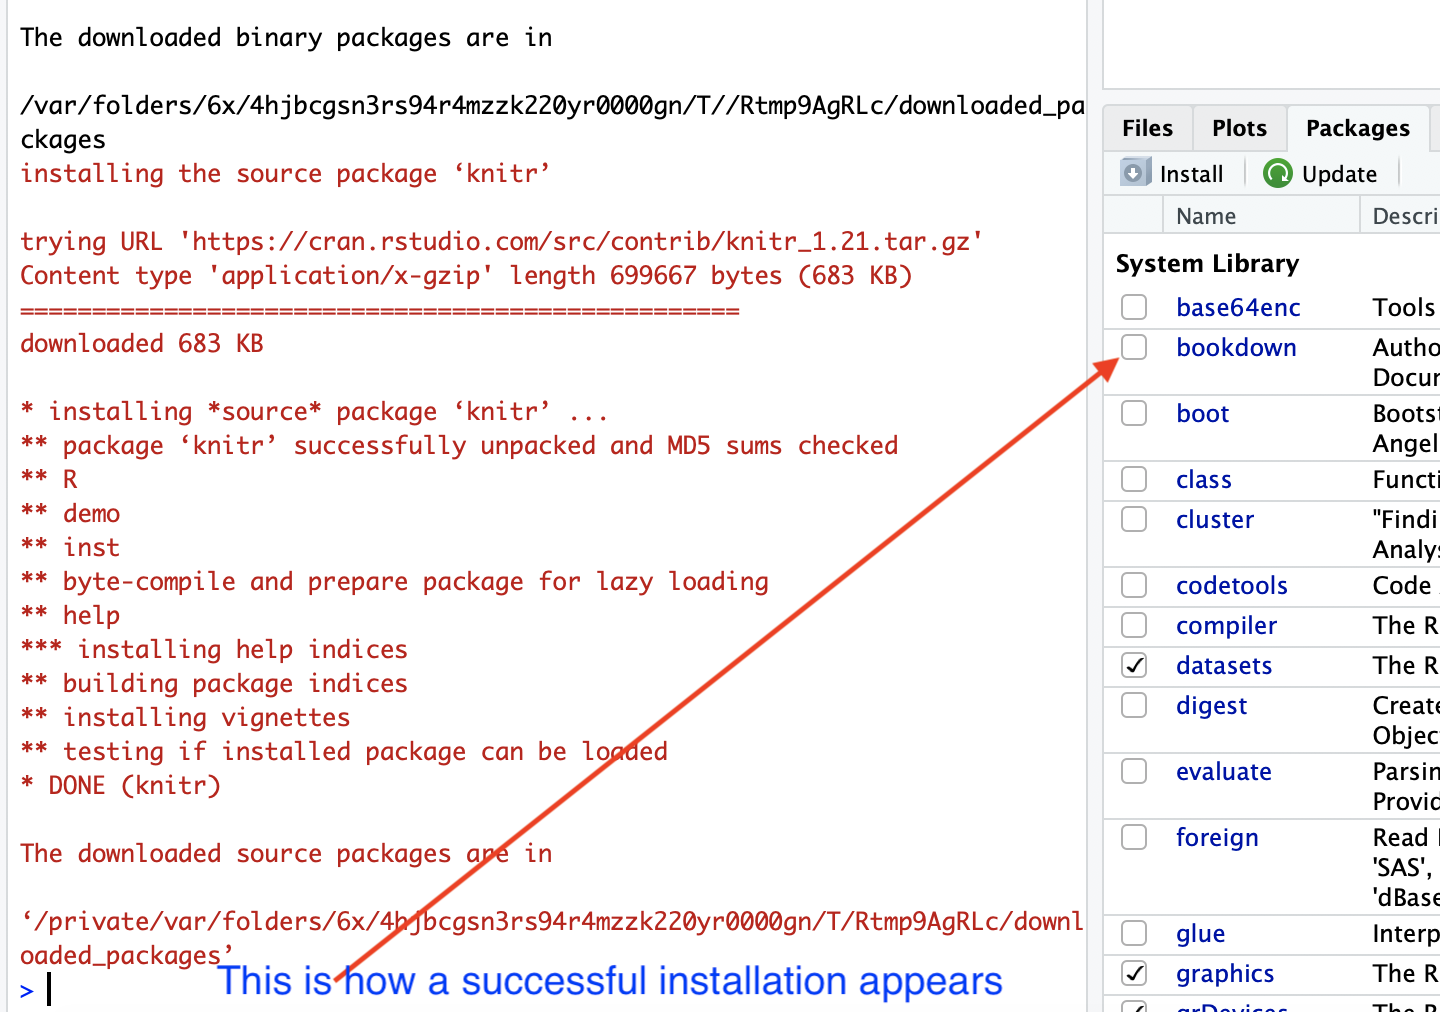 The downloaded binary packages are in
/var/folders/6x/4hjbcgsn3rs94r4mzzk220yr0000gn/T//Rtmp9AgRLc/downloaded_pa
ckages
installing the source package ‘knitr’
trying URL 'https://cran.rstudio.com/src/contrib/knitr_1.21.tar.gz'
Content type 'application/x-gzip' length 699667 bytes (683 KB)
==================================================
downloaded 683 KB
* installing *source* package ‘knitr’ ...
** package ‘knitr’ successfully unpacked and MD5 sums checked
** R
** demo
** inst
** byte-compile and prepare package for lazy loading
** help
*** installing help indices
** building package indices
** installing vignettes
** testing if installed package can be loaded
* DONE (knitr)
The downloaded source packages are in
‘/private/var/folders/6x/4hjbcgsn3rs94r4mzzk220yr0000gn/T/Rtmp9AgRLc/downl
oaded_packages’
>
This is how a successful installation appears
Files Plots Packages
Install Update
Name Descri
System Library
base64enc Tools
bookdown Autho
Docum
boot Bootst
Angel
class Functi
cluster "Findi
Analys
codetools Code
compiler The R
datasets The R
digest Create
Objec
evaluate Parsin
Provid
foreign Read
'SAS',
'dBase
glue Interp
graphics The R
grDevices The R